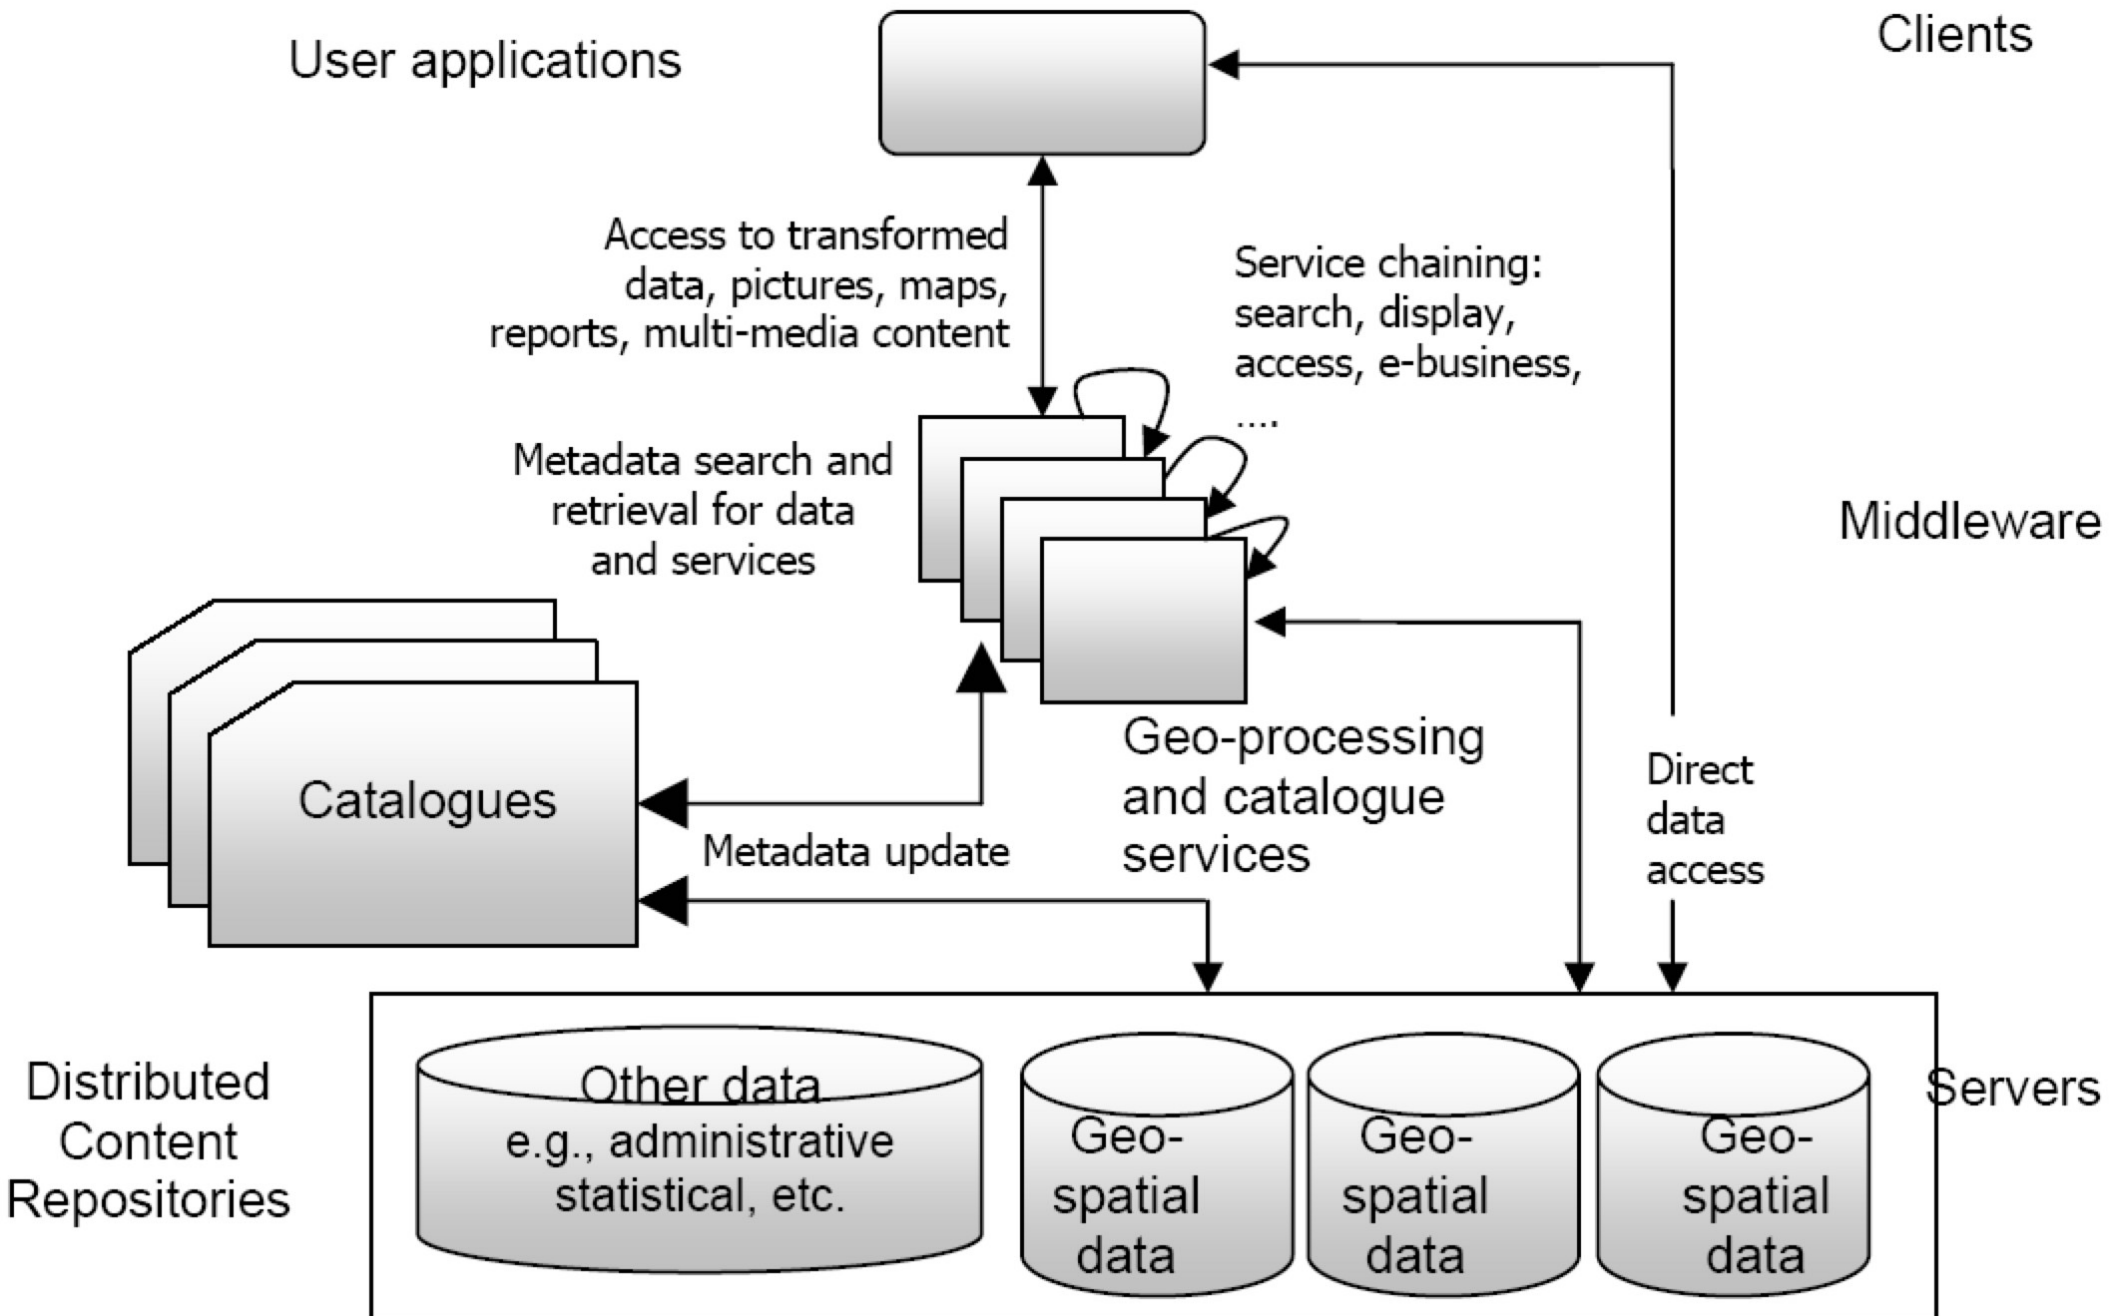 User applications
Clients
Access to transformed
data, pictures, maps,
reports, multi-media content
Service chaining:
search, display,
access, e-business,
....
Metadata search and
retrieval for data
and services
Middleware
Catalogues
Metadata update
Geo-processing
and catalogue
services
Direct
data
access
Distributed
Content
Repositories
Other data
e.g., administrative
statistical, etc.
Geo-
spatial
data
Geo-
spatial
data
Geo-
spatial
data
Servers